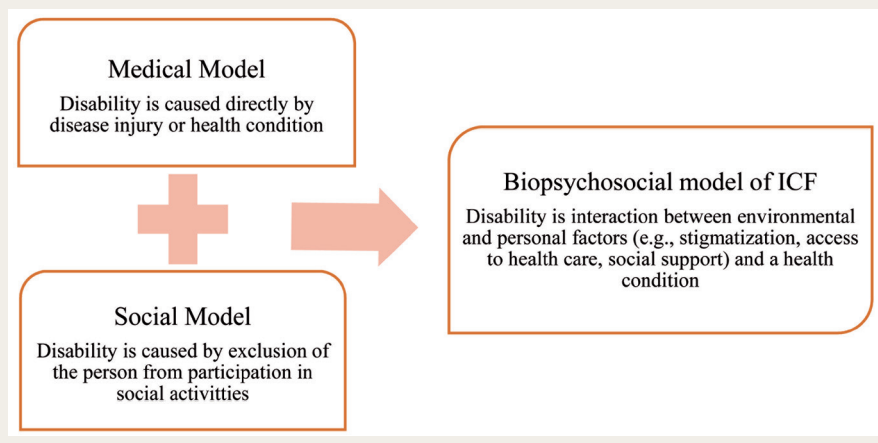 Medical Model
Disability is caused directly by
disease injury or health condition
Social Model
Disability is caused by exclusion of
the person from participation in
social activitties
Biopsychosocial model of ICF
Disability is interaction between environmental
and personal factors (e.g., stigmatization, access
to health care, social support) and a health
condition